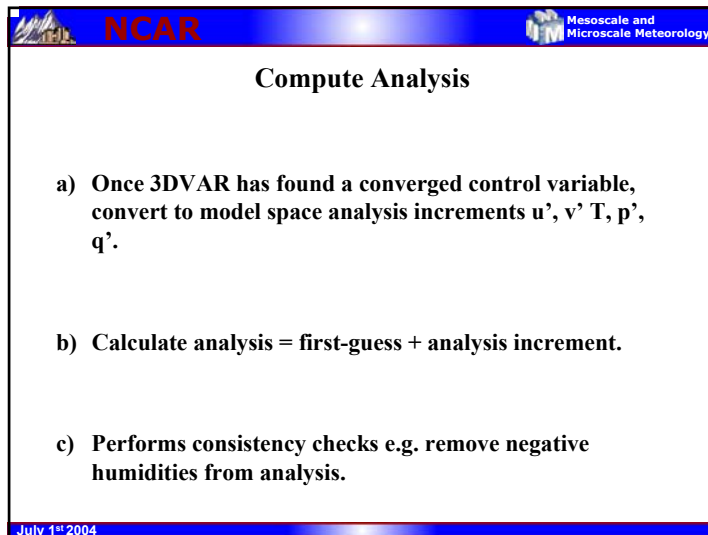 NCAR
Mesoscale and
Microscale Meteorology
Compute Analysis
a) Once 3DVAR has found a converged control variable,
convert to model space analysis increments u’, v’ T, p’,
q’.
b) Calculate analysis = first-guess + analysis increment.
c) Performs consistency checks e.g. remove negative
humidities from analysis.
July 1st 2004